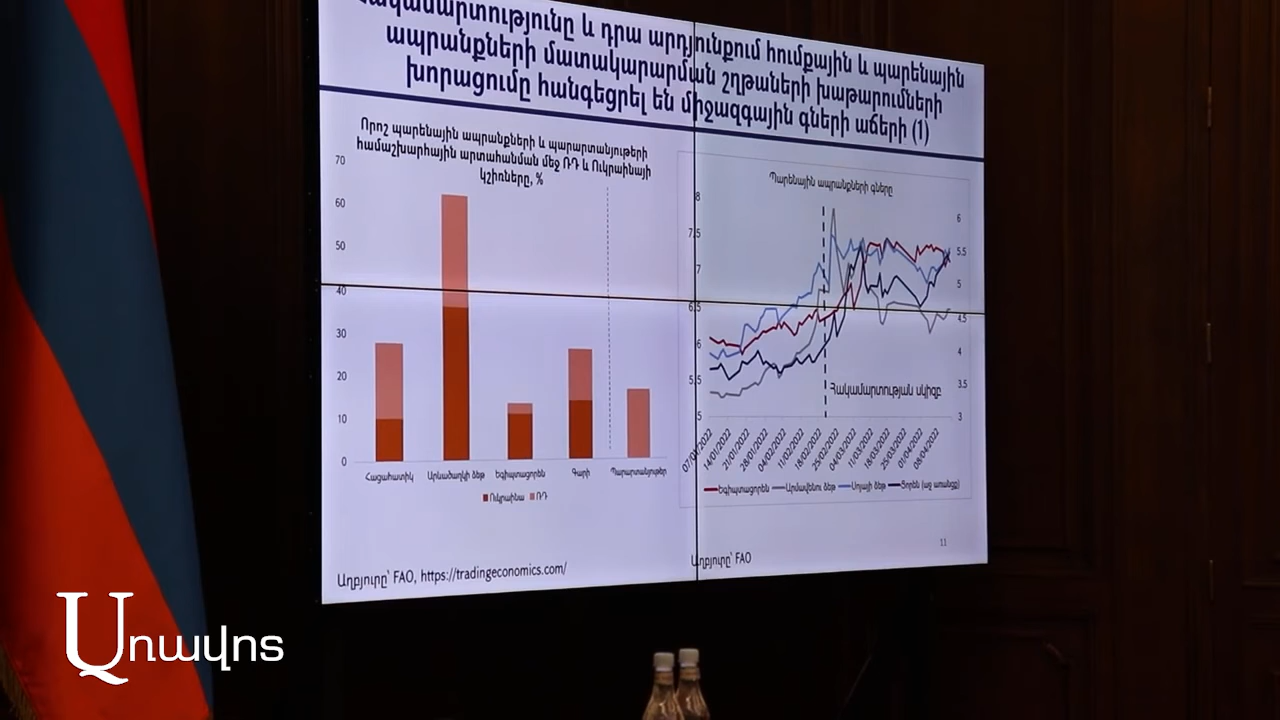 հակամարտությունը և դրա արդյունքում հումքային և պարենային
ապրանքների մատակարարման շղթաների խաթարումների
խորացումը հանգեցրել են միջազգային գների աճերի (1)
Որոշ պարենային ապրանքների և պարարտանյութերի
համաշխարհային արտահանման մեջ ՌԴ և Ուկրաինայի
կշիռները, %
70
60
50
40
30
20
10
0
Հացահատիկ Արևածաղկի ձեթ Եգիպտացորեն Գարի Պարարտանյութեր
Ուկրաինա ՌԴ
Աղբյուրը՝ FAO, https://tradingeconomics.com/
Պարենային ապրանքների գները
8
7.5
7
6.5
6
5.5
5
6
5.5
5
4.5
4
3.5
3
Հակամարտության սկիզբ
07/01/2022 14/01/2022 21/01/2022 28/01/2022 04/02/2022 11/02/2022 18/02/2022 25/02/2022 04/03/2022 11/03/2022 18/03/2022 25/03/2022 01/04/2022 08/04/2022
Եգիպտացորեն Արմավենու ձեթ Սոյայի ձեթ Ցորեն (աջ առանցք)
11
Աղբյուրը՝ FAO
Առավոտ